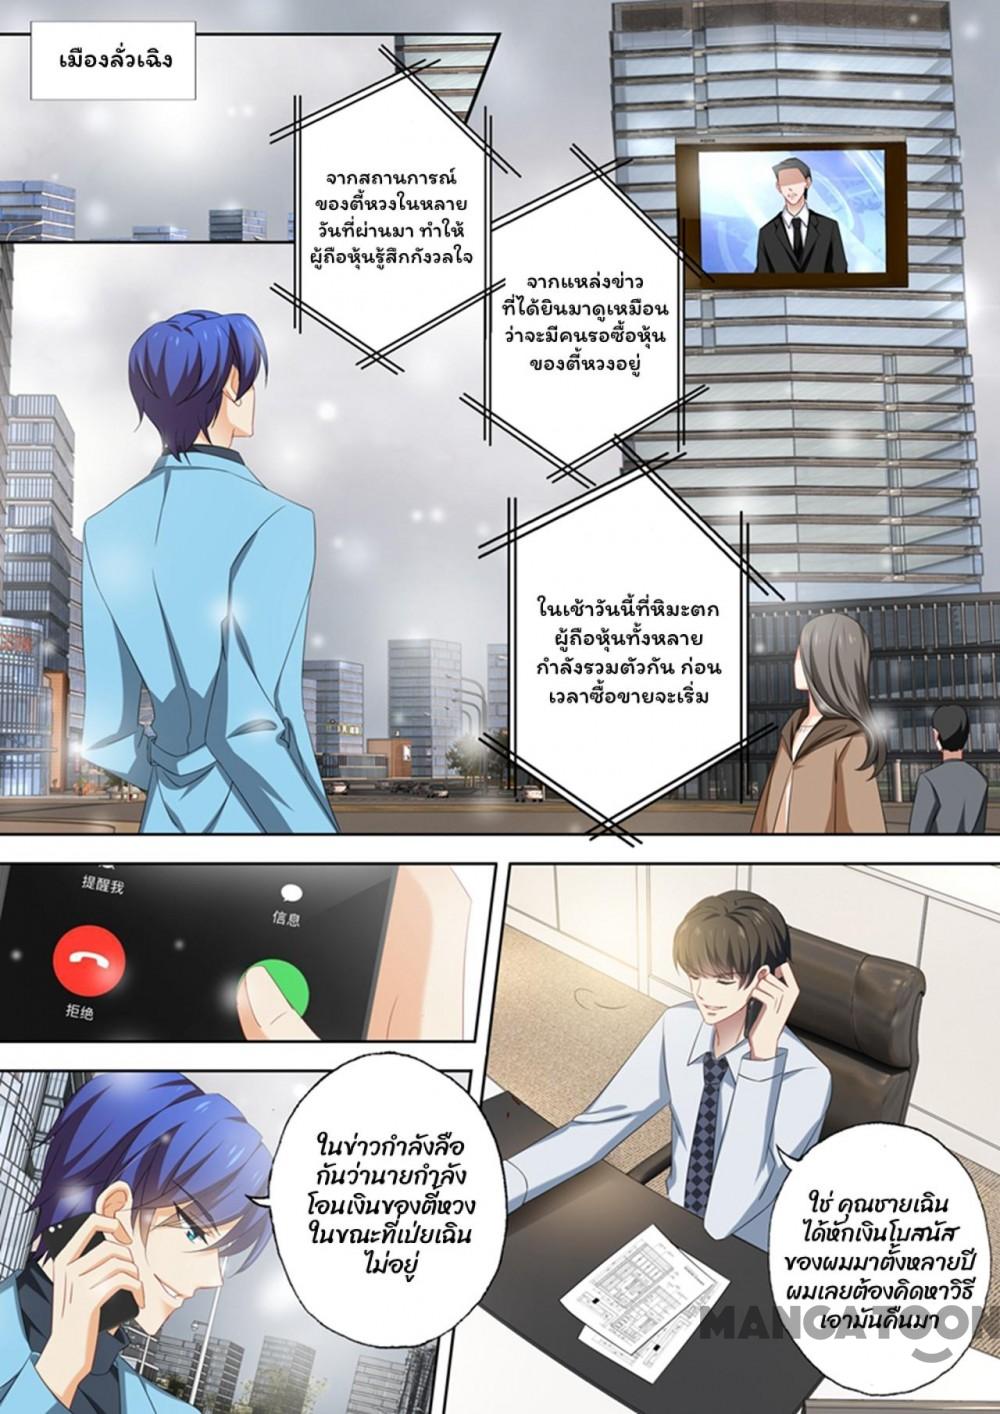 เมืองลั่วเฉิง
จากสถานการณ์
ของตี้หวงในหลาย
วันที่ผ่านมา ทำให้
ผู้ถือหุ้นรู้สึกกังวลใจ
จากแหล่งข่าว
ที่ได้ยินมาดูเหมือน
ว่าจะมีคนรอซื้อหุ้น
ของตี้หวงอยู่
ในเช้าวันนี้ที่หิมะตก
ผู้ถือหุ้นทั้งหลาย
กำลังรวมตัวกัน ก่อน
เวลาซื้อขายจะเริ่ม
提醒我
信息
拒绝
ในข่าวกำลังลือ
กันว่านายกำลัง
โอนเงินของตี้หวง
ในขณะที่เป่ยเฉิน
ไม่อยู่
ใช่ คุณชายเฉิน
ได้หักเงินโบสนัส
ของผมมาตั้งหลายปี
ผมเลยต้องคิดหาวิธี
เอามันคืนมา
MANGATOON